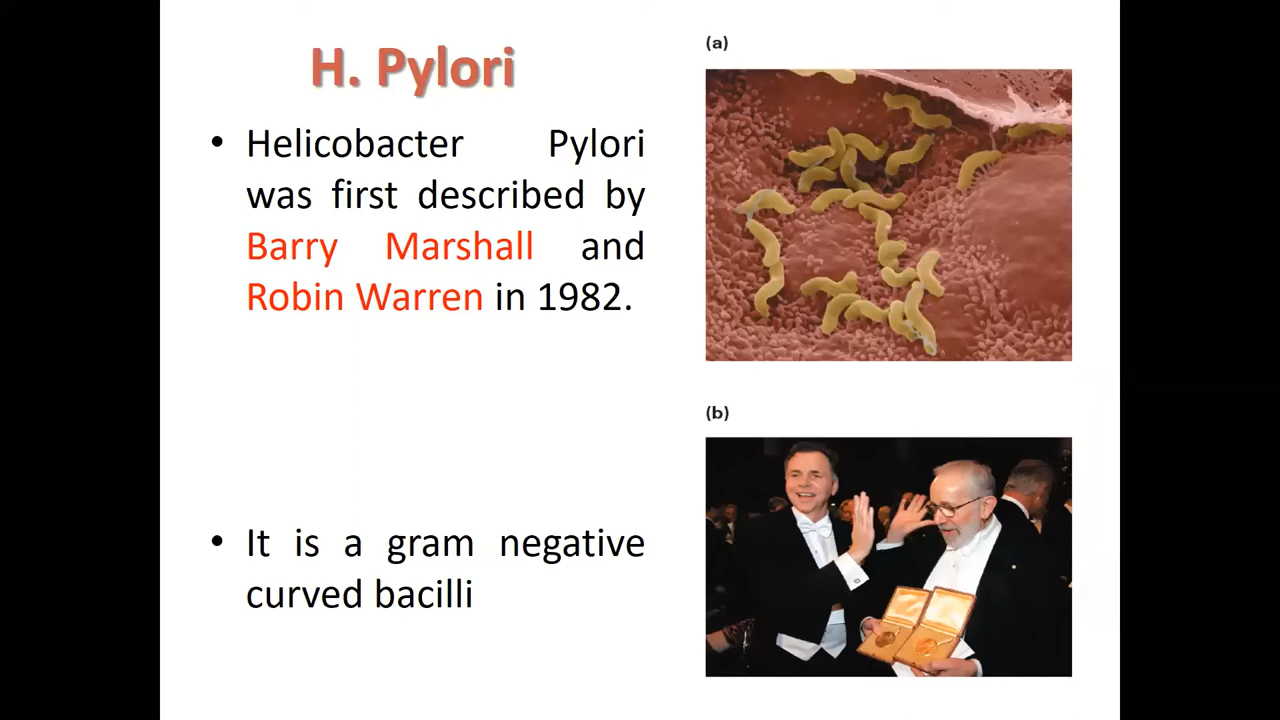 H. Pylori
• Helicobacter Pylori
was first described by
Barry Marshall and
Robin Warren in 1982.
• It is a gram negative
curved bacilli
(a)
(b)